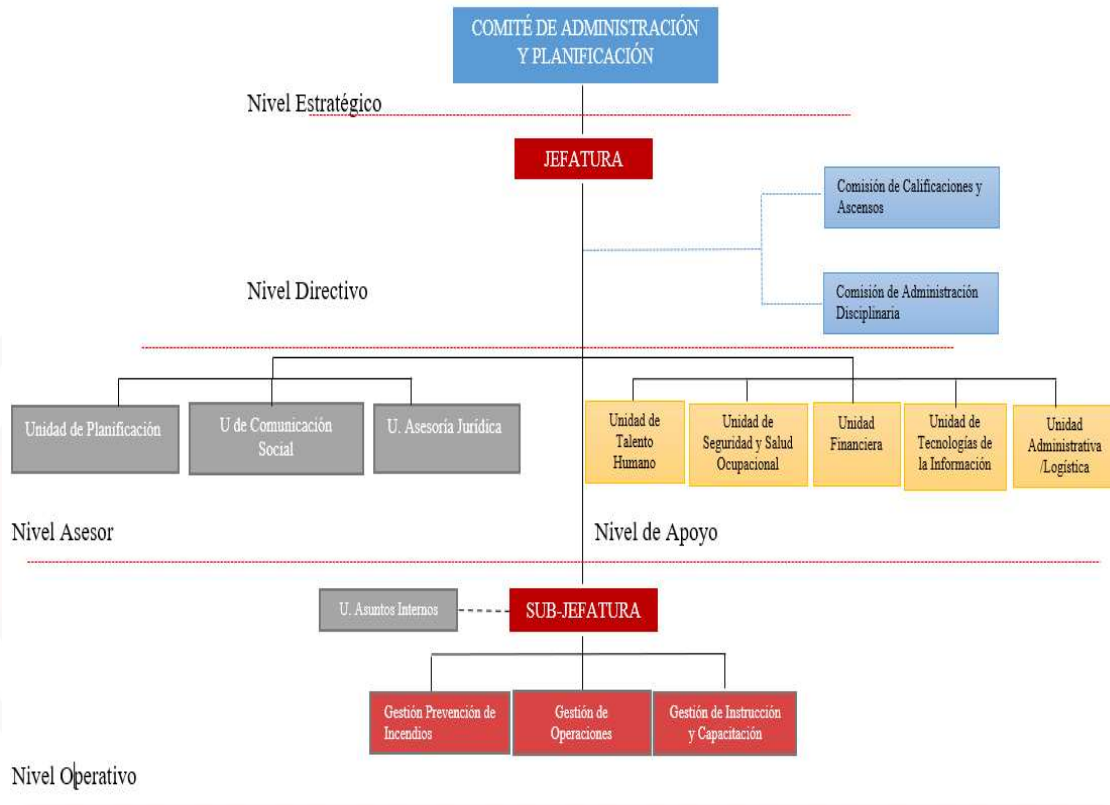 COMITÉ DE ADMINISTRACIÓN
Y PLANIFICACIÓN
Nivel Estratégico
JEFATURA
Comisión de Calificaciones y
Ascensos
Nivel Directivo
Comisión de Administración
Disciplinaria
Unidad de Planificación
U de Comunicación
Social
U. Asesoría Jurídica
Unidad de
Talento
Humano
Unidad de
Seguridad y Salud
Ocupacional
Unidad
Financiera
Unidad de
Tecnologías de
la Información
Unidad
Administrativa
/Logística
Nivel Asesor
Nivel de Apoyo
U. Asuntos Internos
SUB-JEFATURA
Gestión Prevención de
Incendios
Gestión de
Operaciones
Gestión de Instrucción
y Capacitación
Nivel Operativo